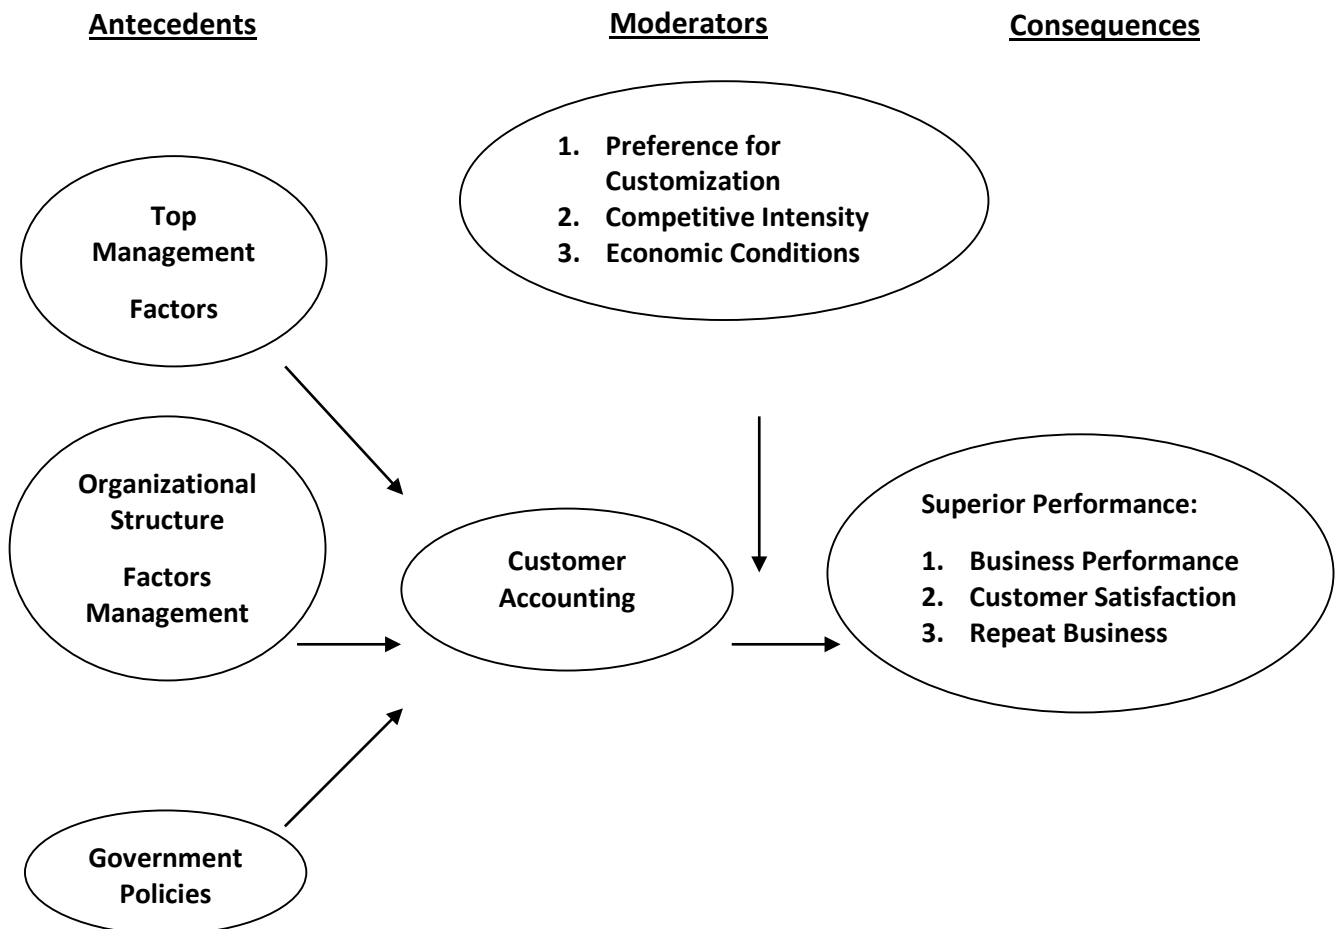 Antecedents
Moderators
Consequences
1. Preference for
Customization
2. Competitive Intensity
3. Economic Conditions
Top
Management
Factors
Organizational
Structure
Factors
Management
Customer
Accounting
Superior Performance:
1. Business Performance
2. Customer Satisfaction
3. Repeat Business
Government
Policies